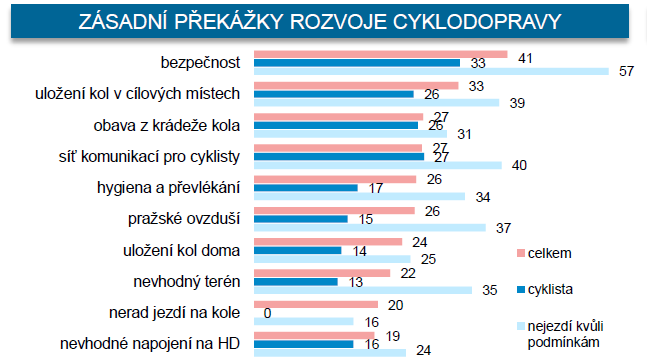 ZÁSADNÍ PŘEKÁŽKY ROZVOJE CYKLODOPRAVY
bezpečnost 41 33 57
uložení kol v cílových místech 33 26 39
obava z krádeže kola 27 26 31
síť komunikací pro cyklisty 27 27 40
hygiena a převlékání 26 17 34
pražské ovzduší 26 15 37
uložení kol doma 24 14 25
nevhodný terén 22 13 35
nerad jezdí na kole 20 0 16
nevhodné napojení na HD 19 16 24
celkem
cyklista
nejezdí kvůli
podmínkám